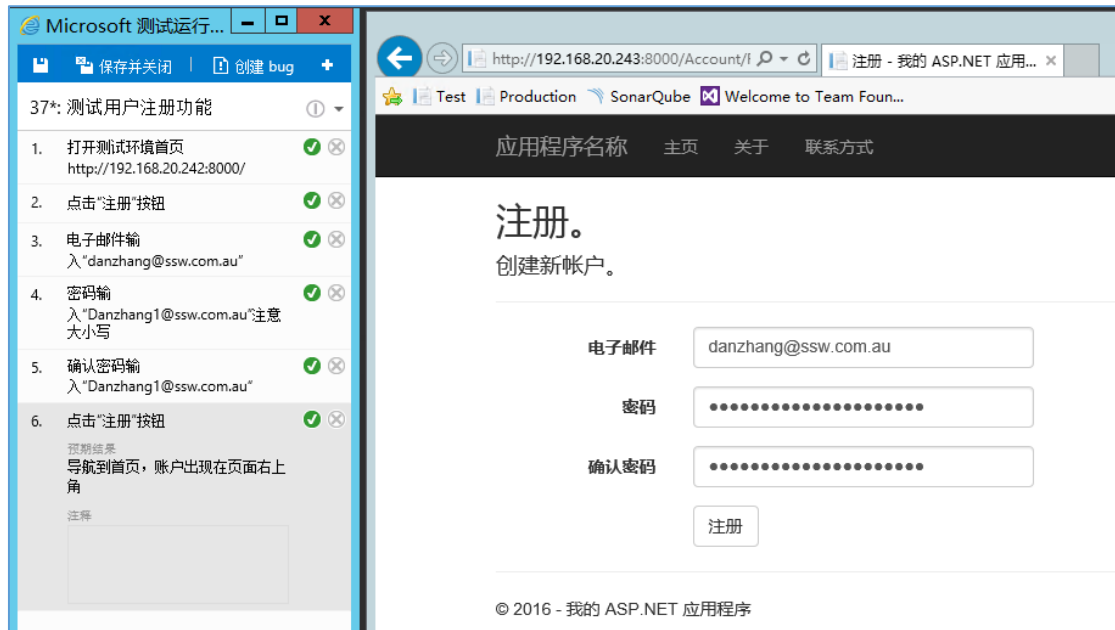 Microsoft 测试运行...
保存并关闭
创建 bug
37*: 测试用户注册功能
1. 打开测试环境首页
http://192.168.20.242:8000/
2. 点击"注册"按钮
3. 电子邮件输
入"danzhang@ssw.com.au"
4. 密码输
入"Danzhang1@ssw.com.au"注意
大小写
5. 确认密码输
入"Danzhang1@ssw.com.au"
6. 点击"注册"按钮
预期结果
导航到首页，账户出现在页面右上
角
注释
http://192.168.20.243:8000/Account/
注册 - 我的 ASP.NET 应用...
Test
Production
SonarQube
Welcome to Team Foun...
应用程序名称 主页 关于 联系方式
注册。
创建新帐户。
电子邮件 danzhang@ssw.com.au
密码
确认密码
注册
© 2016 - 我的 ASP.NET 应用程序